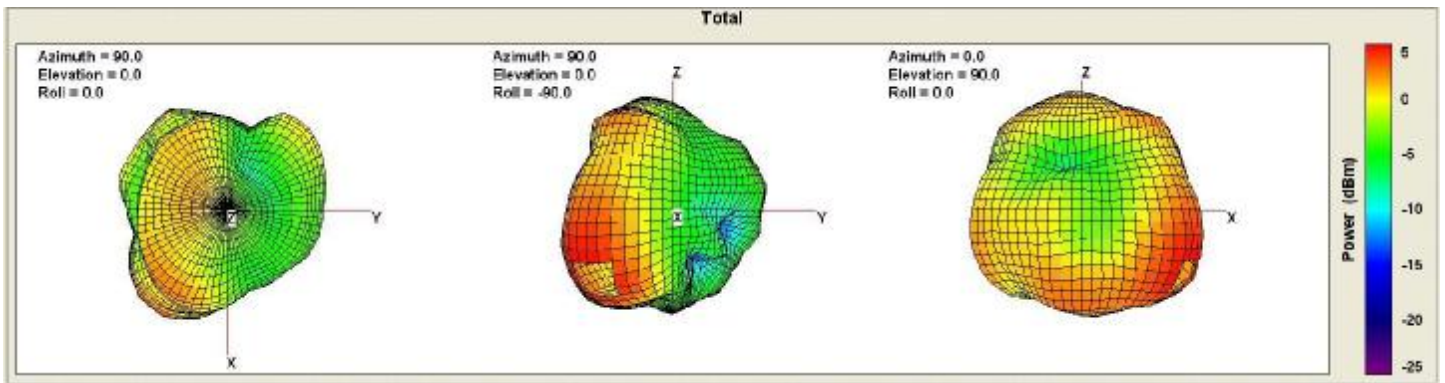 Total
Azimuth = 90.0
Elevation = 0.0
Roll = 0.0
Z
Y
X
Azimuth = 90.0
Elevation = 0.0
Roll = -90.0
Z
X
Y
Azimuth = 0.0
Elevation = 90.0
Roll = 0.0
Z
X
5
0
-5
-10
-15
-20
-25
Power (dBm)